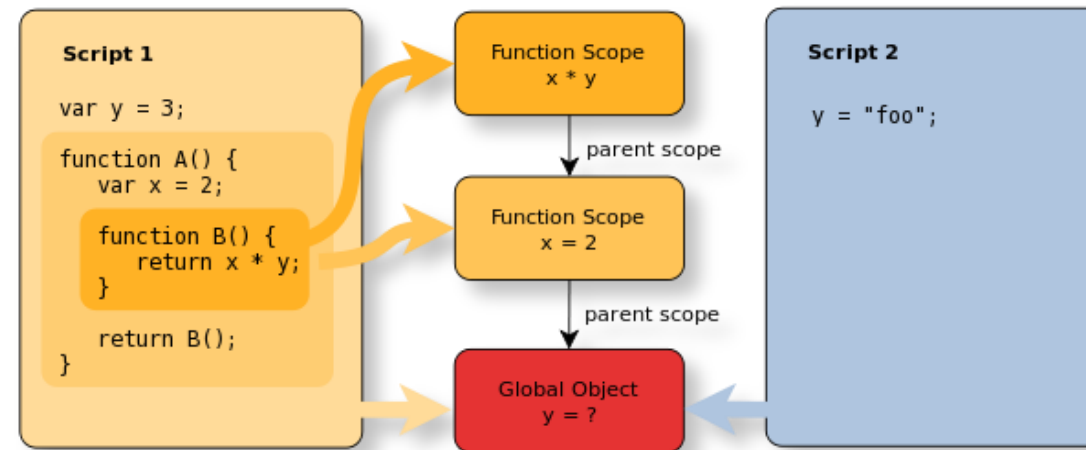 Script 1
var y = 3;
function A() {
   var x = 2;
   function B() {
      return x * y;
   }
   return B();
}
Function Scope
x * y
parent scope
Function Scope
x = 2
parent scope
Global Object
y = ?
Script 2
y = "foo";